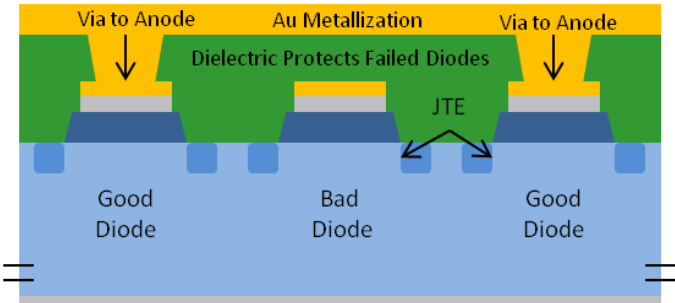 Via to Anode
Au Metallization
Via to Anode
Dielectric Protects Failed Diodes
JTE
Good
Diode
Bad
Diode
Good
Diode